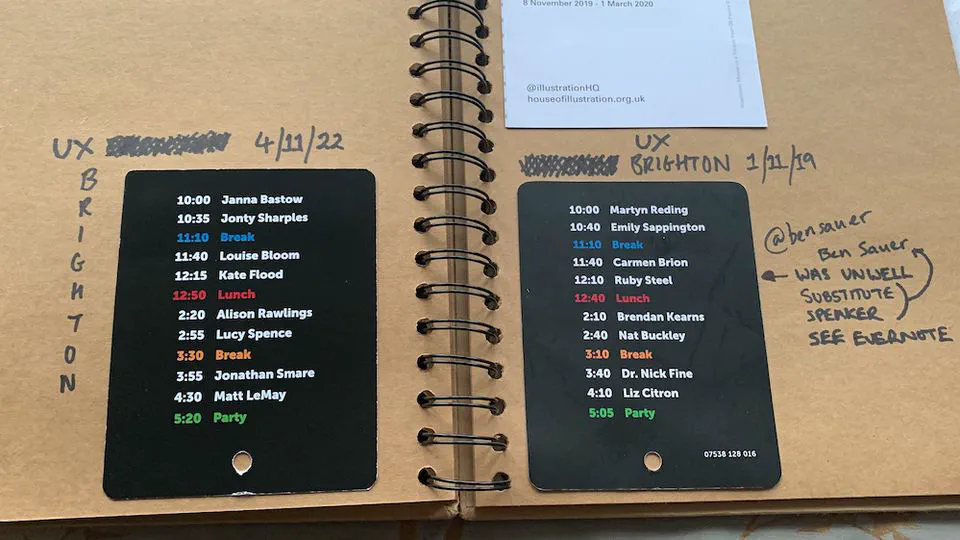 UX 4/11/22
BRIGHTON
10:00 Janna Bastow
10:35 Jonty Sharples
11:10 Break
11:40 Louise Bloom
12:15 Kate Flood
12:50 Lunch
2:20 Alison Rawlings
2:55 Lucy Spence
3:30 Break
3:55 Jonathan Smare
4:30 Matt LeMay
5:20 Party
8 November 2019 - 1 March 2020
@illustrationHQ
houseofillustration.org.uk
UX
BRIGHTON 1/11/19
10:00 Martyn Reding
10:40 Emily Sappington
11:10 Break
11:40 Carmen Brion
12:10 Ruby Steel
12:40 Lunch
2:10 Brendan Kearns
2:40 Nat Buckley
3:10 Break
3:40 Dr. Nick Fine
4:10 Liz Citron
5:05 Party
07538 128 016
@bensauer
Ben Sauer
WAS UNWELL
SUBSTITUTE
SPEAKER
SEE EVERNOTE